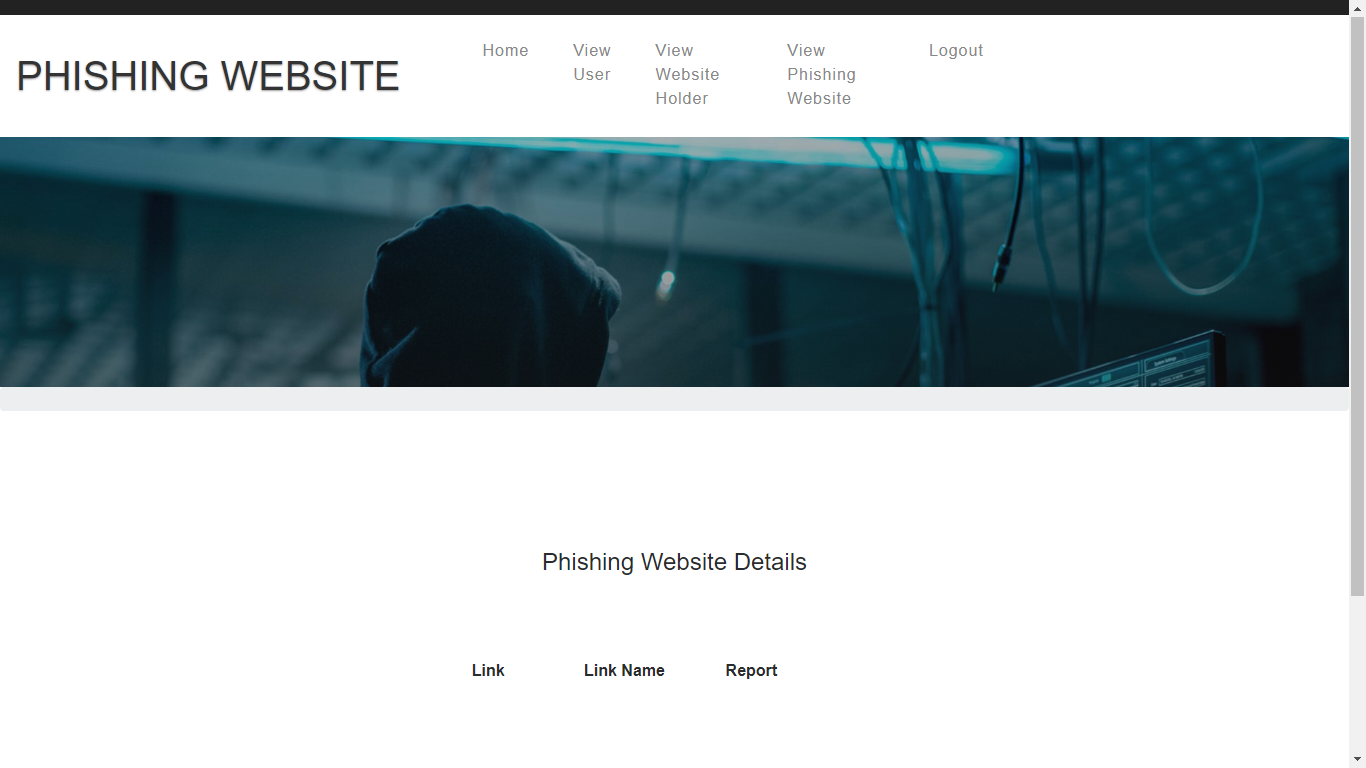 PHISHING WEBSITE
Home
View
User
View
Website
Holder
View
Phishing
Website
Logout
Phishing Website Details
Link
Link Name
Report